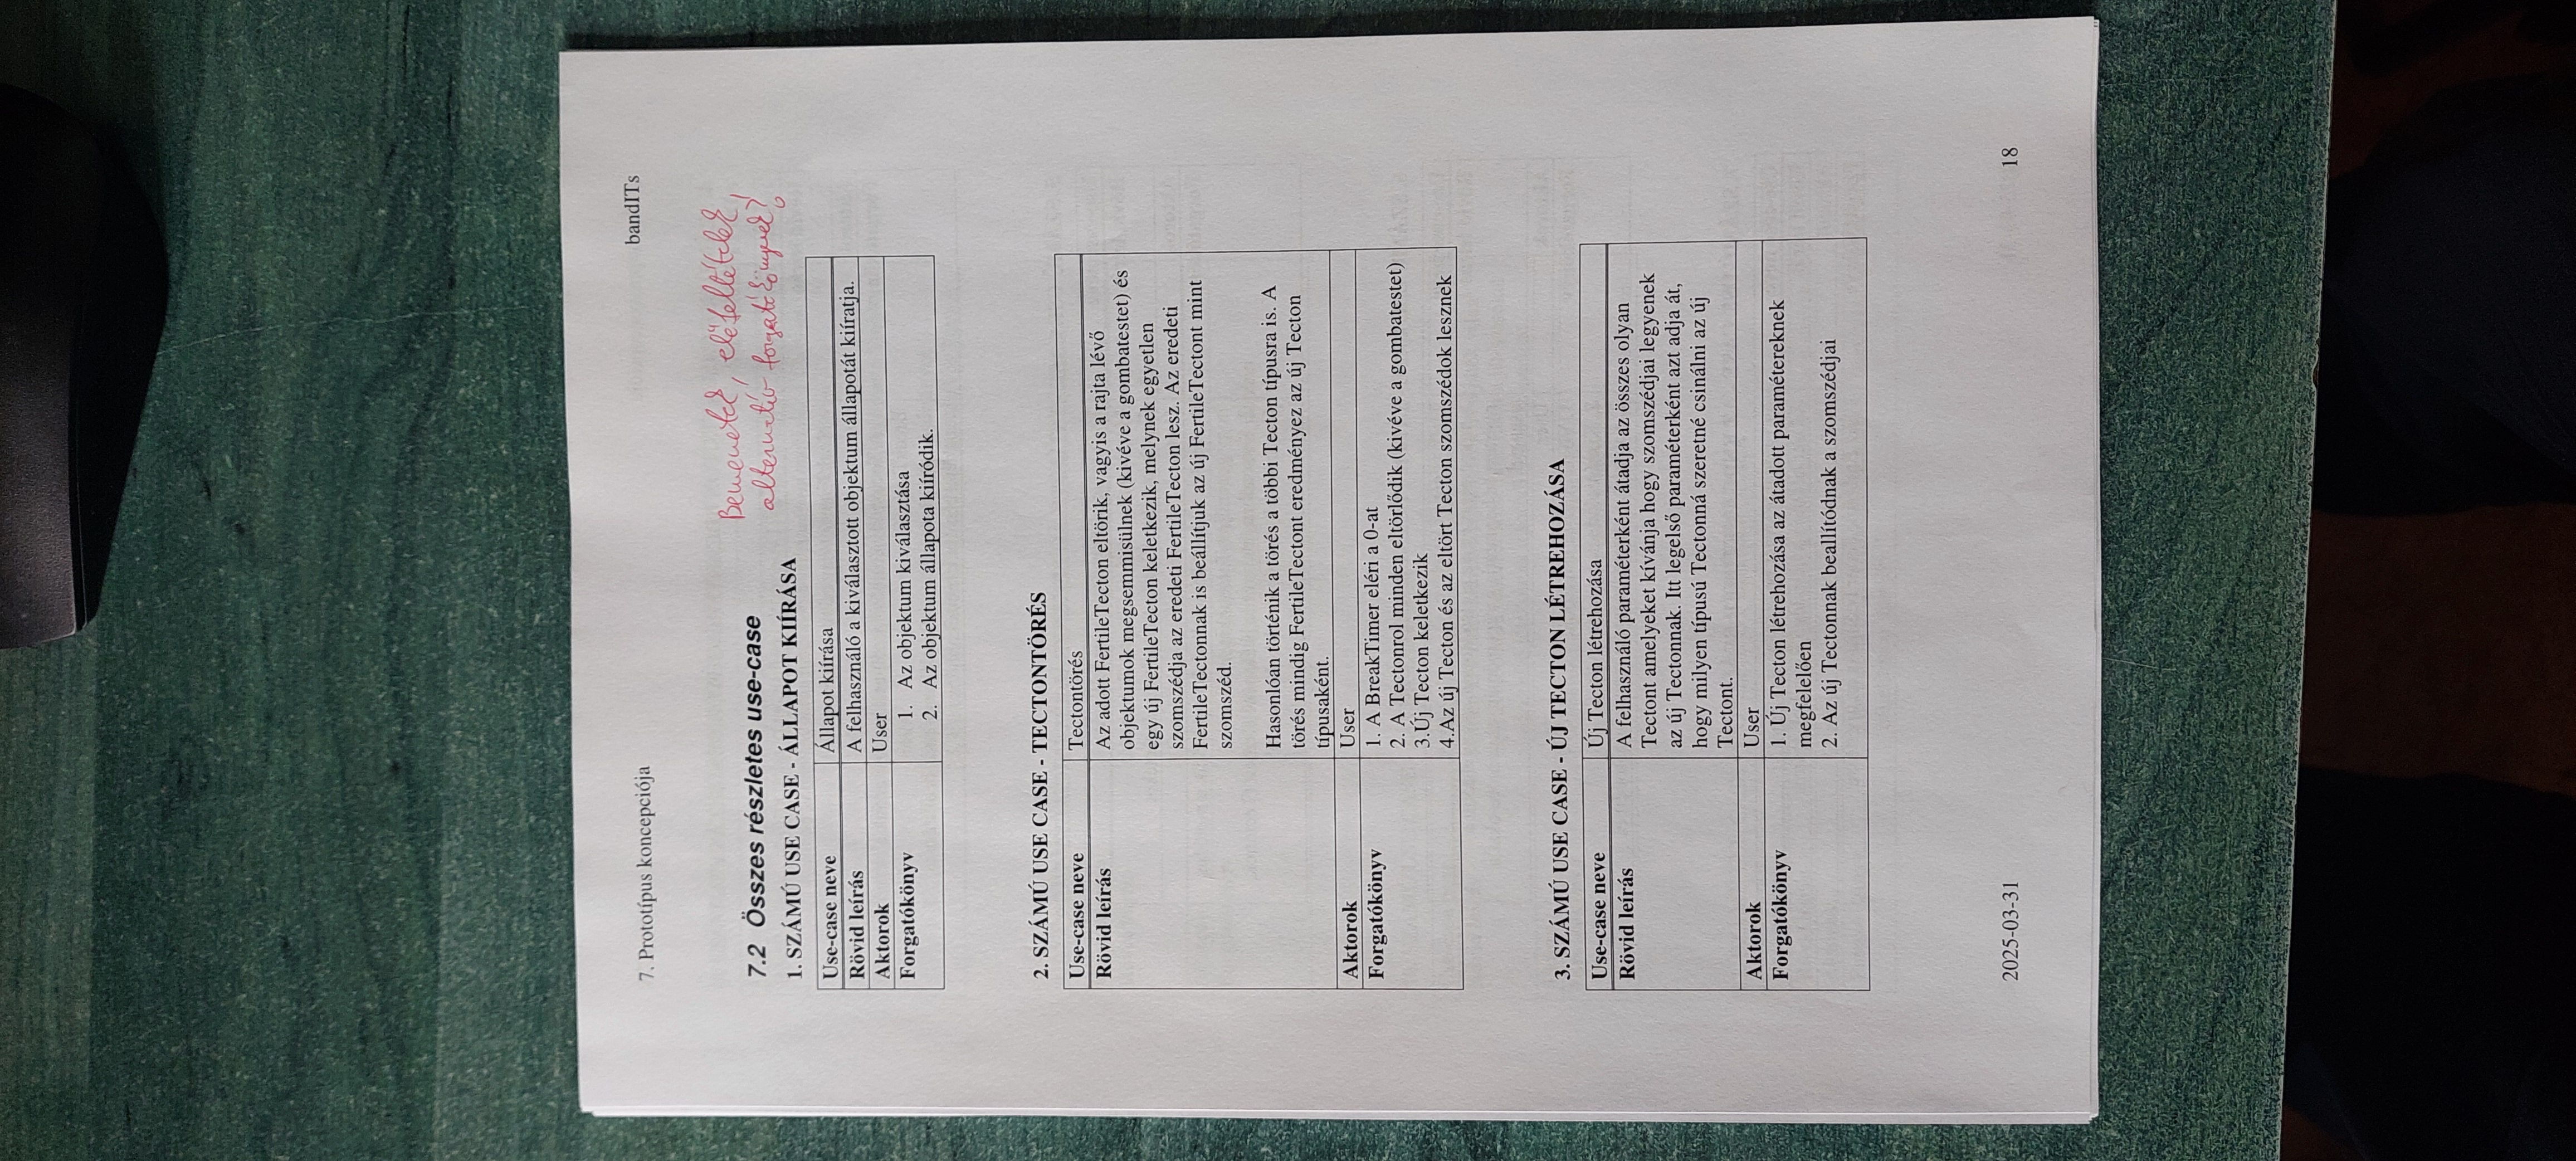 7. Prototípus koncepciója bandITs
Bemenetek, előfeltételek,
alternatív forgatókönyvek?!
7.2 Összes részletes use-case
1. SZÁMÚ USE CASE - ÁLLAPOT KIÍRÁSA
Use-case neve Állapot kiírása
Rövid leírás A felhasználó a kiválasztott objektum állapotát kiíratja.
Aktorok User
Forgatókönyv 1. Az objektum kiválasztása
2. Az objektum állapota kiíródik.
2. SZÁMÚ USE CASE - TECTONTÖRÉS
Use-case neve Tectontörés
Rövid leírás Az adott FertileTecton eltörik, vagyis a rajta lévő
objektumok megsemmisülnek (kivéve a gombatestet) és
egy új FertileTecton keletkezik, melynek egyetlen
szomszédja az eredeti FertileTecton lesz. Az eredeti
FertileTectonnak is beállítjuk az új FertileTectont mint
szomszéd.
Hasonlóan történik a törés a többi Tecton típusra is. A
törés mindig FertileTectont eredményez az új Tecton
típusaként.
Aktorok User
Forgatókönyv 1. A BreakTimer eléri a 0-at
2. A Tectonrol minden eltörlődik (kivéve a gombatestet)
3.Új Tecton keletkezik
4.Az új Tecton és az eltört Tecton szomszédok lesznek
3. SZÁMÚ USE CASE - ÚJ TECTON LÉTREHOZÁSA
Use-case neve Új Tecton létrehozása
Rövid leírás A felhasználó paraméterként átadja az összes olyan
Tectont amelyeket kívánja hogy szomszédjai legyenek
az új Tectonnak. Itt legelső paraméterként azt adja át,
hogy milyen típusú Tectonná szeretné csinálni az új
Tectont.
Aktorok User
Forgatókönyv 1. Új Tecton létrehozása az átadott paramétereknek
megfelelően
2. Az új Tectonnak beállítódnak a szomszédjai
2025-03-31 18